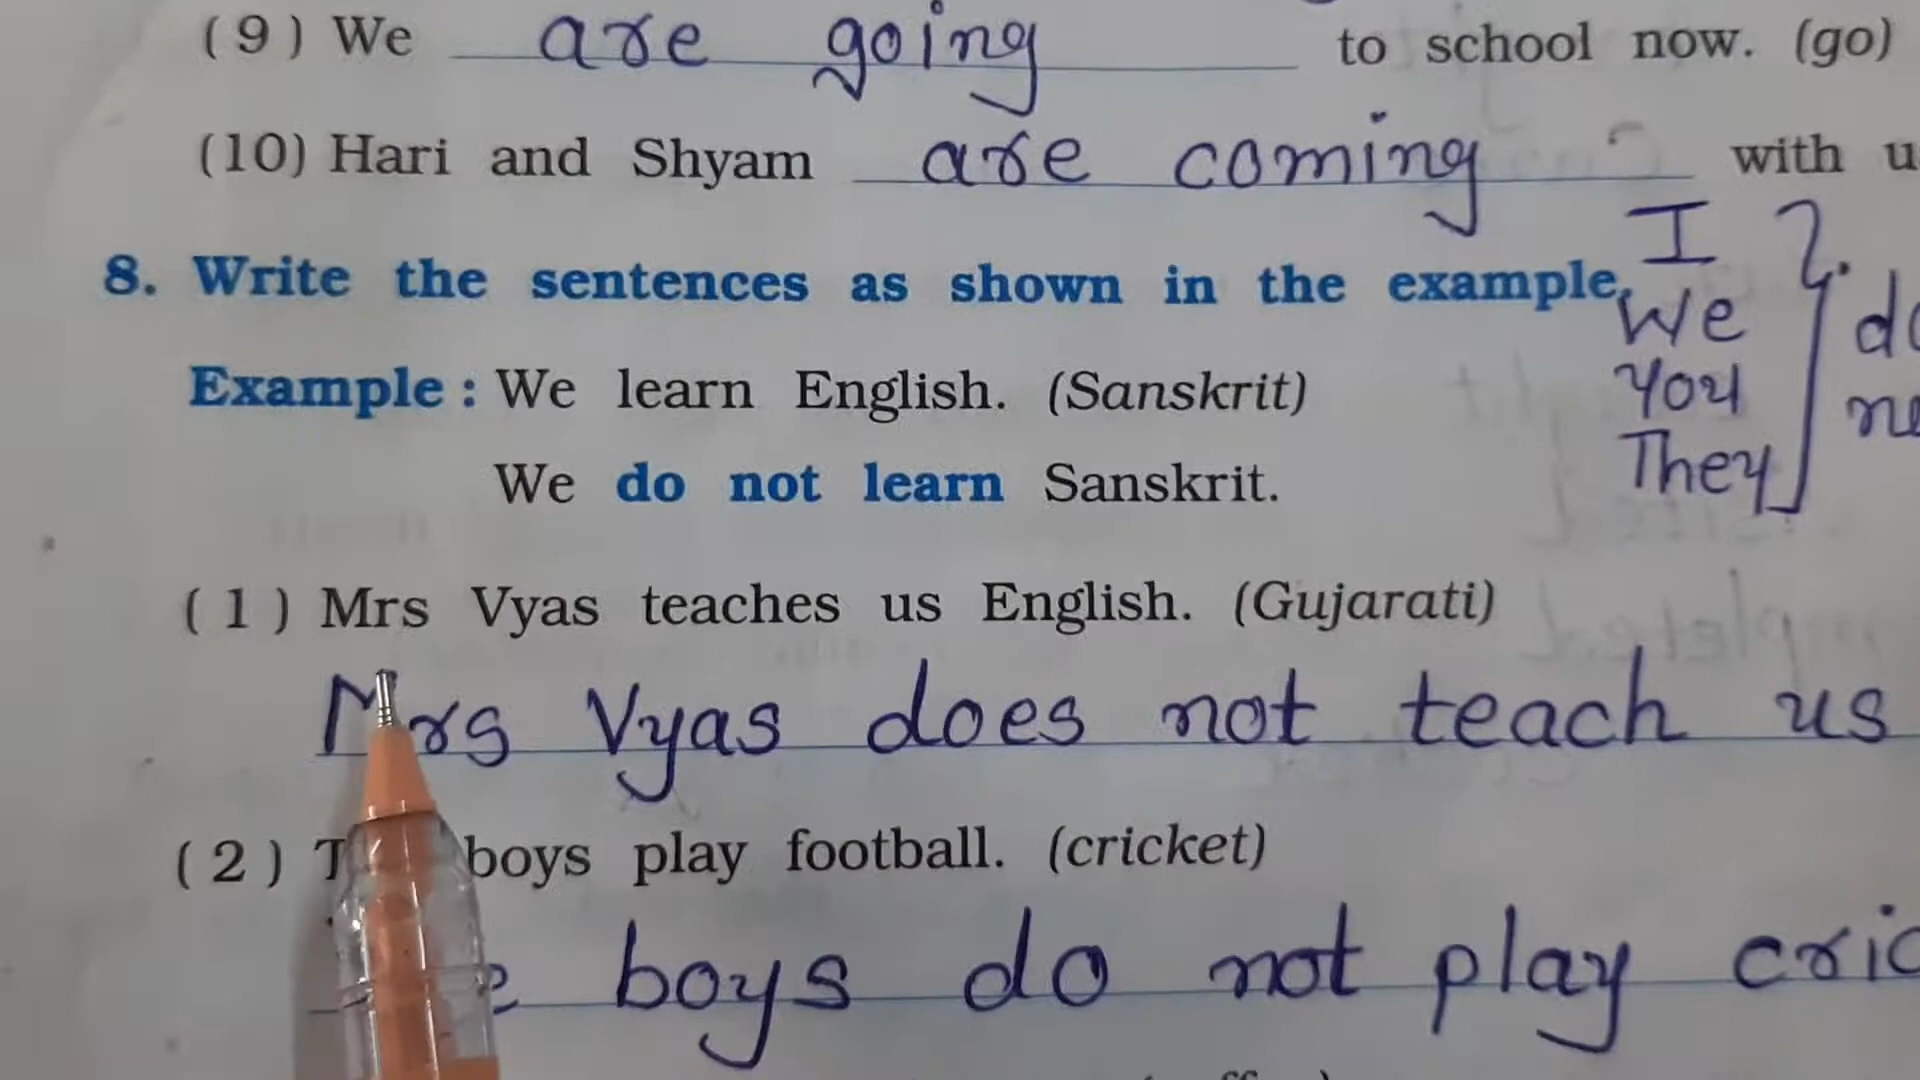 (9) We are going to school now. (go)
(10) Hari and Shyam are coming with u
8. Write the sentences as shown in the example.
I
We
You
They
do
Example : We learn English. (Sanskrit)
We do not learn Sanskrit.
(1) Mrs Vyas teaches us English. (Gujarati)
Mrs Vyas does not teach us
(2) boys play football. (cricket)
boys do not play cric